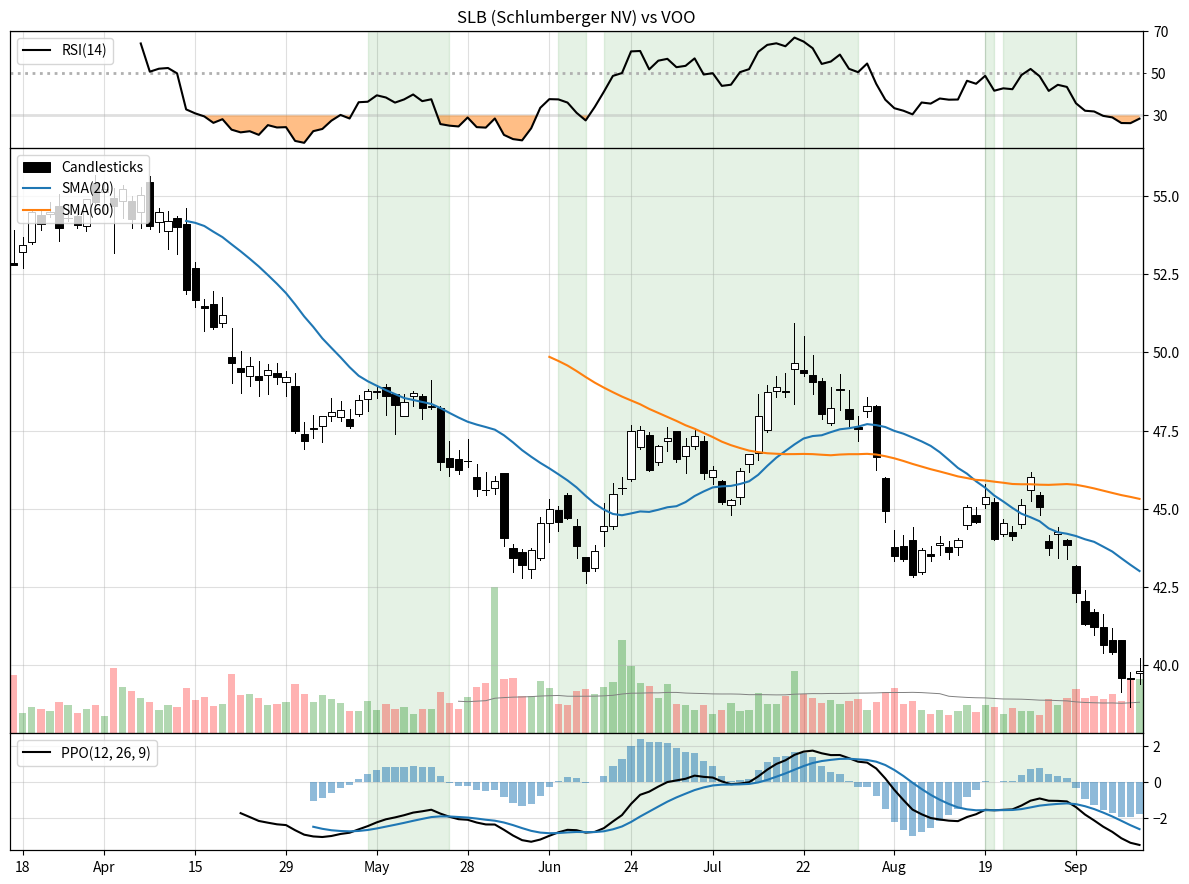 SLB (Schlumberger NV) vs VOO
RSI(14)
70
50
30
Candlesticks
SMA(20)
SMA(60)
55.0
52.5
50.0
47.5
45.0
42.5
40.0
PPO(12, 26, 9)
2
0
−2
18 Apr 15 29 May 28 Jun 24 Jul 22 Aug 19 Sep